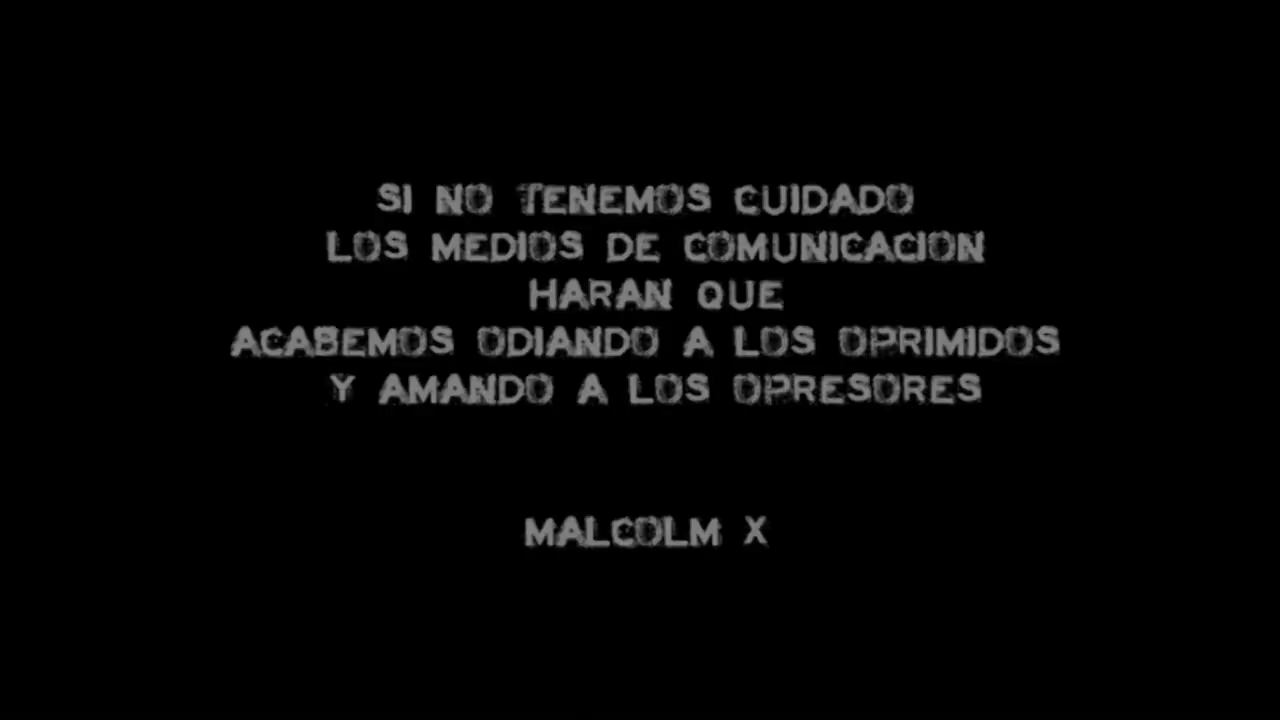 SI NO TENEMOS CUIDADO
LOS MEDIOS DE COMUNICACION
HARAN QUE
ACABEMOS ODIANDO A LOS OPRIMIDOS
Y AMANDO A LOS OPRESORES
MALCOLM X